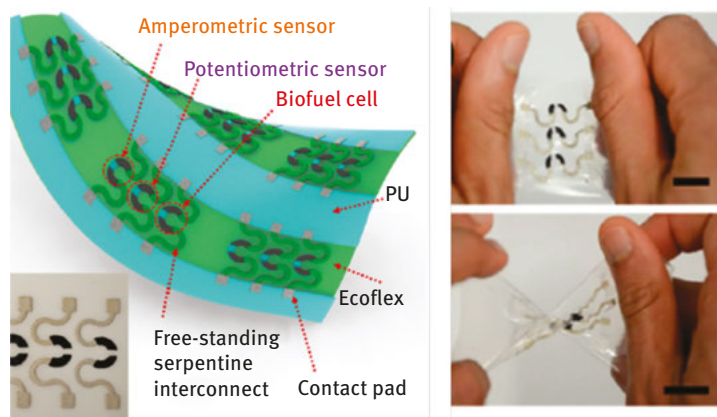 Amperometric sensor
Potentiometric sensor
Biofuel cell
PU
Ecoflex
Free-standing
serpentine
interconnect
Contact pad